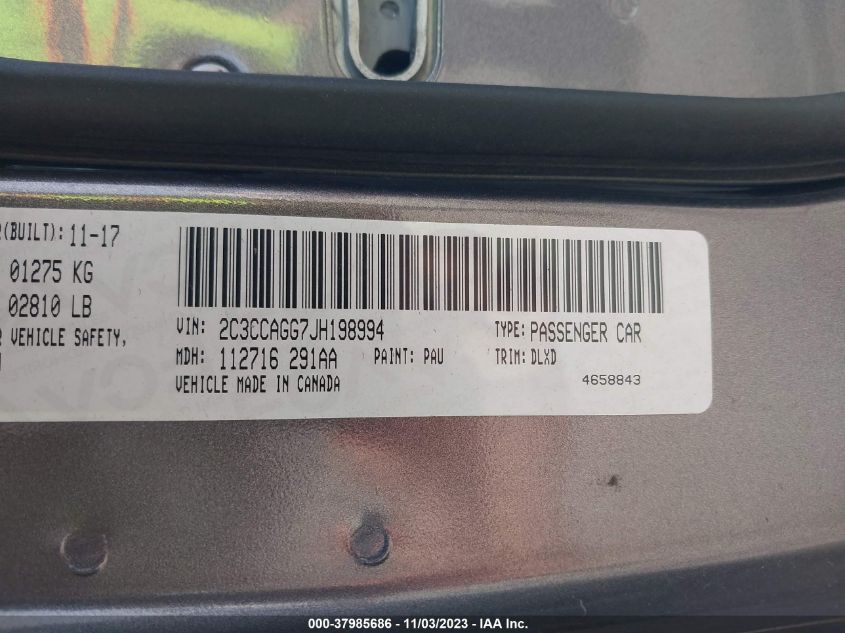 R(BUILT): 11-17
01275 KG
02810 LB
R VEHICLE SAFETY,
VIN: 2C3CCAGG7JH198994 TYPE: PASSENGER CAR
MDH: 112716 291AA PAINT: PAU TRIM: DLXD
VEHICLE MADE IN CANADA 4658843
000-37985686 - 11/03/2023 - IAA Inc.